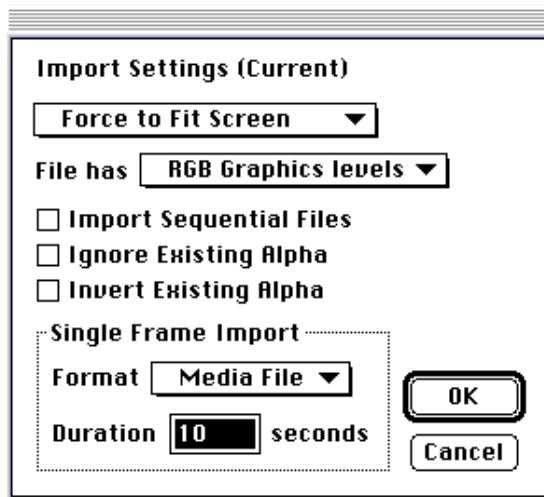 Import Settings (Current)
Force to Fit Screen
File has RGB Graphics levels
Import Sequential Files
Ignore Existing Alpha
Invert Existing Alpha
Single Frame Import
Format Media File
Duration 10 seconds
OK
Cancel